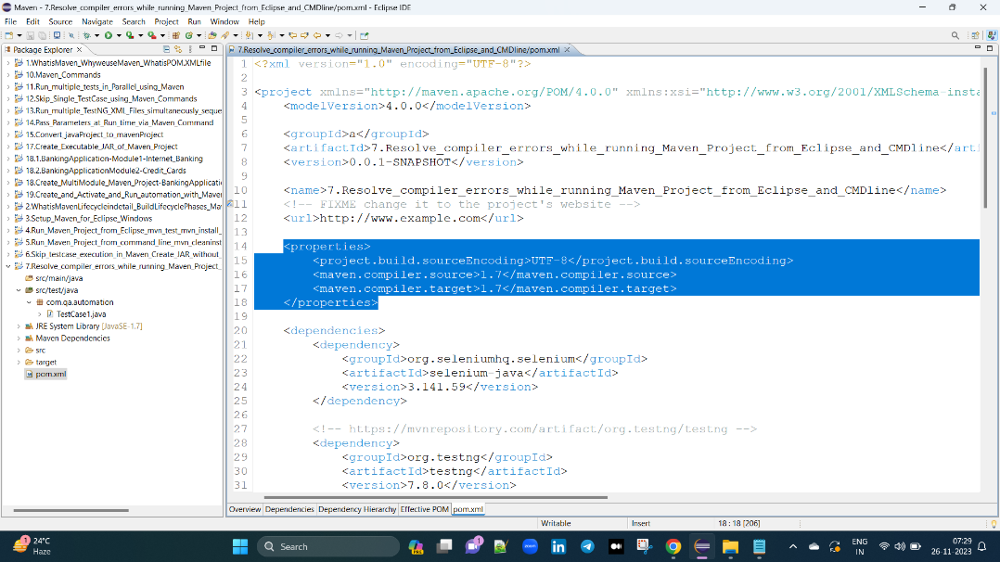 Maven - 7.Resolve_compiler_errors_while_running_Maven_Project_from_Eclipse_and_CMDline/pom.xml - Eclipse IDE
File Edit Source Navigate Search Project Run Window Help
Package Explorer
1.WhatisMaven_WhyweuseMaven_WhatisPOM.XMLfile
10.Maven_Commands
11.Run_multiple_tests_in_Parallel_using_Maven
12.Skip_Single_TestCase_using_Maven_Commands
13.Run_multiple_TestNG_XML_Files_simultaneously_seque
14.Pass_Parameters_at_Run_time_via_Maven_Command
15.Convert_javaProject_to_mavenProject
17.Create_Executable_JAR_of_Maven_Project
18.1.BankingApplication-Module1-Internet_Banking
18.2.BankingApplicationModule2-Credit_Cards
18.Create_MultiModule_Maven_Project-BankingApplicatio
19.Create_and_Activate_and_Run_automation_with_Maver
2.WhatisMavenLifecycleindetail_BuildLifecyclePhases_Ma
3.Setup_Maven_for_Eclipse_Windows
4.Run_Maven_Project_from_Eclipse_mvn_test_mvn_install_
5.Run_Maven_Project_from_command_line_mvn_cleaninst
6.Skip_testcase_execution_in_Maven_Create_JAR_without_
7.Resolve_compiler_errors_while_running_Maven_Project_
src/main/java
src/test/java
com.qa.automation
TestCase1.java
JRE System Library [JavaSE-1.7]
Maven Dependencies
src
target
pom.xml
7.Resolve_compiler_errors_while_running_Maven_Project_from_Eclipse_and_CMDline/pom.xml
1 <?xml version="1.0" encoding="UTF-8"?>
2
3 <project xmlns="http://maven.apache.org/POM/4.0.0" xmlns:xsi="http://www.w3.org/2001/XMLSchema-insta
4 <modelVersion>4.0.0</modelVersion>
5
6 <groupId>a</groupId>
7 <artifactId>7.Resolve_compiler_errors_while_running_Maven_Project_from_Eclipse_and_CMDline</arti
8 <version>0.0.1-SNAPSHOT</version>
9
10 <name>7.Resolve_compiler_errors_while_running_Maven_Project_from_Eclipse_and_CMDline</name>
11 <!-- FIXME change it to the project's website -->
12 <url>http://www.example.com</url>
13
14 <properties>
15 <project.build.sourceEncoding>UTF-8</project.build.sourceEncoding>
16 <maven.compiler.source>1.7</maven.compiler.source>
17 <maven.compiler.target>1.7</maven.compiler.target>
18 </properties>
19
20 <dependencies>
21 <dependency>
22 <groupId>org.seleniumhq.selenium</groupId>
23 <artifactId>selenium-java</artifactId>
24 <version>3.141.59</version>
25 </dependency>
26
27 <!-- https://mvnrepository.com/artifact/org.testng/testng -->
28 <dependency>
29 <groupId>org.testng</groupId>
30 <artifactId>testng</artifactId>
31 <version>7.8.0</version>
Overview Dependencies Dependency Hierarchy Effective POM pom.xml
Writable Insert 18 : 18 [206]
1 24°C
Haze
Search
1
ENG
IN
07:29
26-11-2023